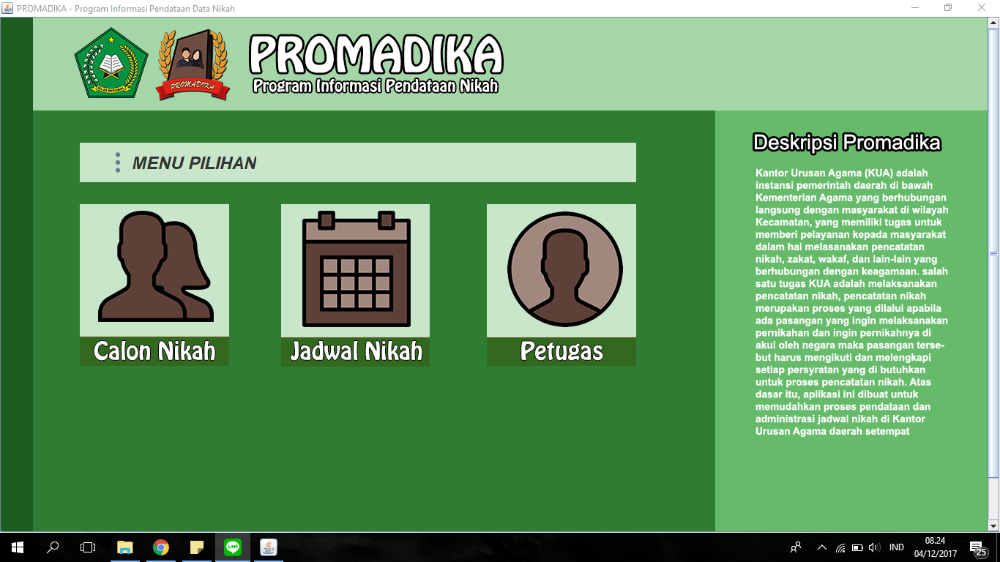 PROMADIKA - Program Informasi Pendataan Data Nikah
PROMADIKA
Program Informasi Pendataan Nikah
IKHLAS BERAMAL
PROMADIKA
MENU PILIHAN
Calon Nikah
Jadwal Nikah
Petugas
Deskripsi Promadika
Kantor Urusan Agama (KUA) adalah
instansi pemerintah daerah di bawah
Kementerian Agama yang berhubungan
langsung dengan masyarakat di wilayah
Kecamatan, yang memiliki tugas untuk
memberi pelayanan kepada masyarakat
dalam hal melasanakan pencatatan
nikah, zakat, wakaf, dan lain-lain yang
berhubungan dengan keagamaan. salah
satu tugas KUA adalah melaksanakan
pencatatan nikah, pencatatan nikah
merupakan proses yang dilalui apabila
ada pasangan yang ingin melaksanakan
pernikahan dan ingin pernikahnya di
akui oleh negara maka pasangan terse-
but harus mengikuti dan melengkapi
setiap persyratan yang di butuhkan
untuk proses pencatatan nikah. Atas
dasar itu, aplikasi ini dibuat untuk
memudahkan proses pendataan dan
administrasi jadwal nikah di Kantor
Urusan Agama daerah setempat
LINE
IND
08.24
04/12/2017
25